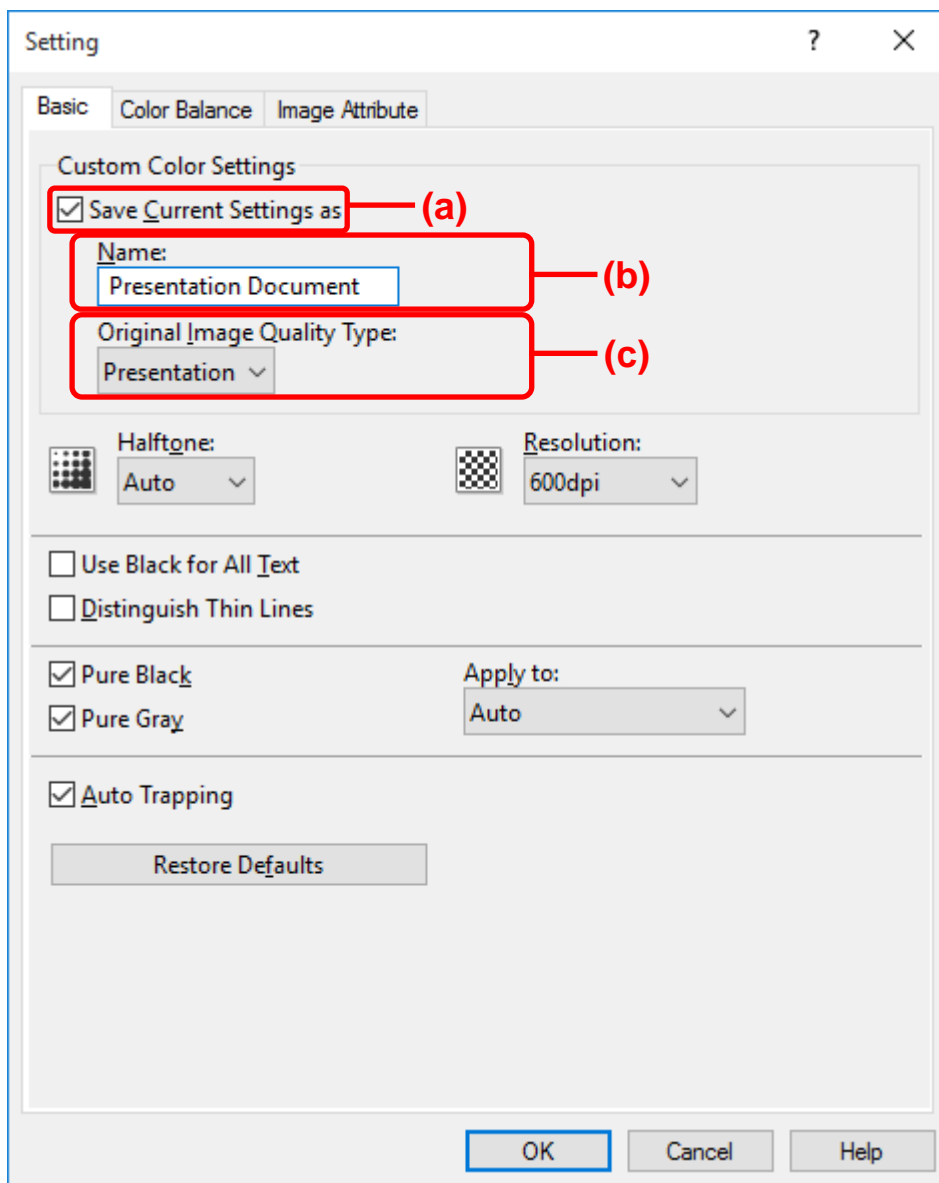 Setting ?
Basic Color Balance Image Attribute
Custom Color Settings
Save Current Settings as (a)
Name:
Presentation Document (b)
Original Image Quality Type:
Presentation (c)
Halftone: Resolution:
Auto 600dpi
Use Black for All Text
Distinguish Thin Lines
Pure Black Apply to:
Pure Gray Auto
Auto Trapping
Restore Defaults
OK Cancel Help